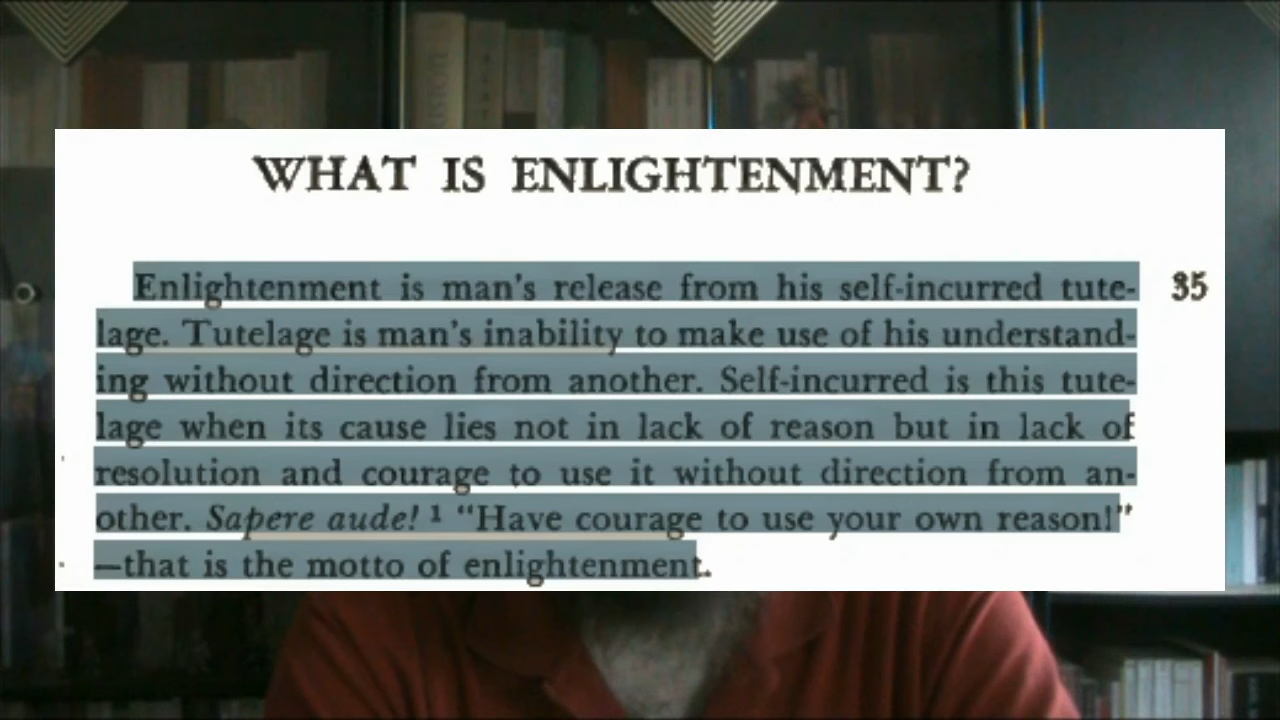 WHAT IS ENLIGHTENMENT?
Enlightenment is man's release from his self-incurred tute- 35
lage. Tutelage is man's inability to make use of his understand-
ing without direction from another. Self-incurred is this tute-
lage when its cause lies not in lack of reason but in lack of
resolution and courage to use it without direction from an-
other. Sapere aude! ¹ “Have courage to use your own reason!”
—that is the motto of enlightenment.